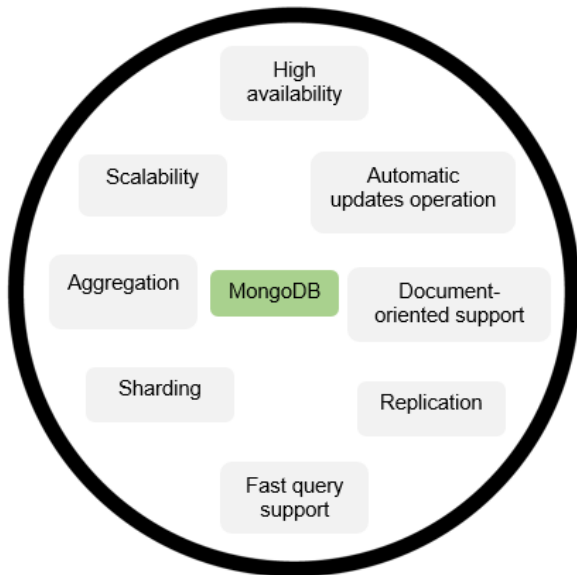 High
availability
Scalability
Automatic
updates operation
Aggregation
MongoDB
Document-
oriented support
Sharding
Replication
Fast query
support